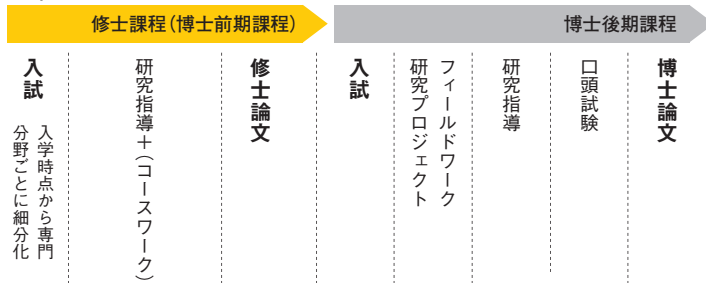 修士課程（博士前期課程）
博士後期課程
入試
入学時点から専門
分野ごとに細分化
研究指導＋（コースワーク）
修士論文
入試
フィールドワーク
研究プロジェクト
研究指導
口頭試験
博士論文